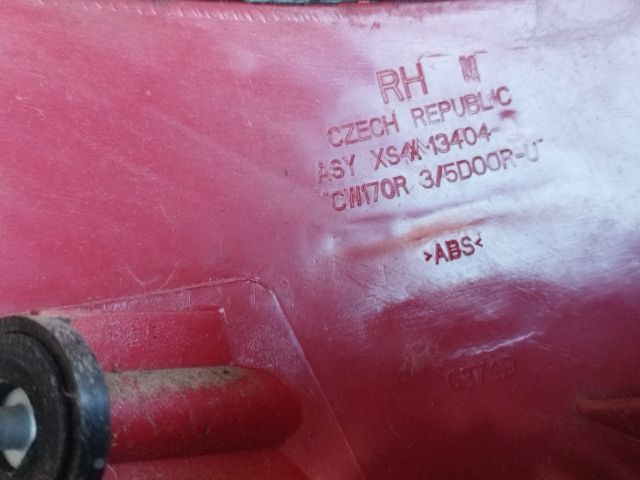 RH
CZECH REPUBLIC
ASY XS4X-13404-
"CW170R 3/5DOOR-U"
>ABS<